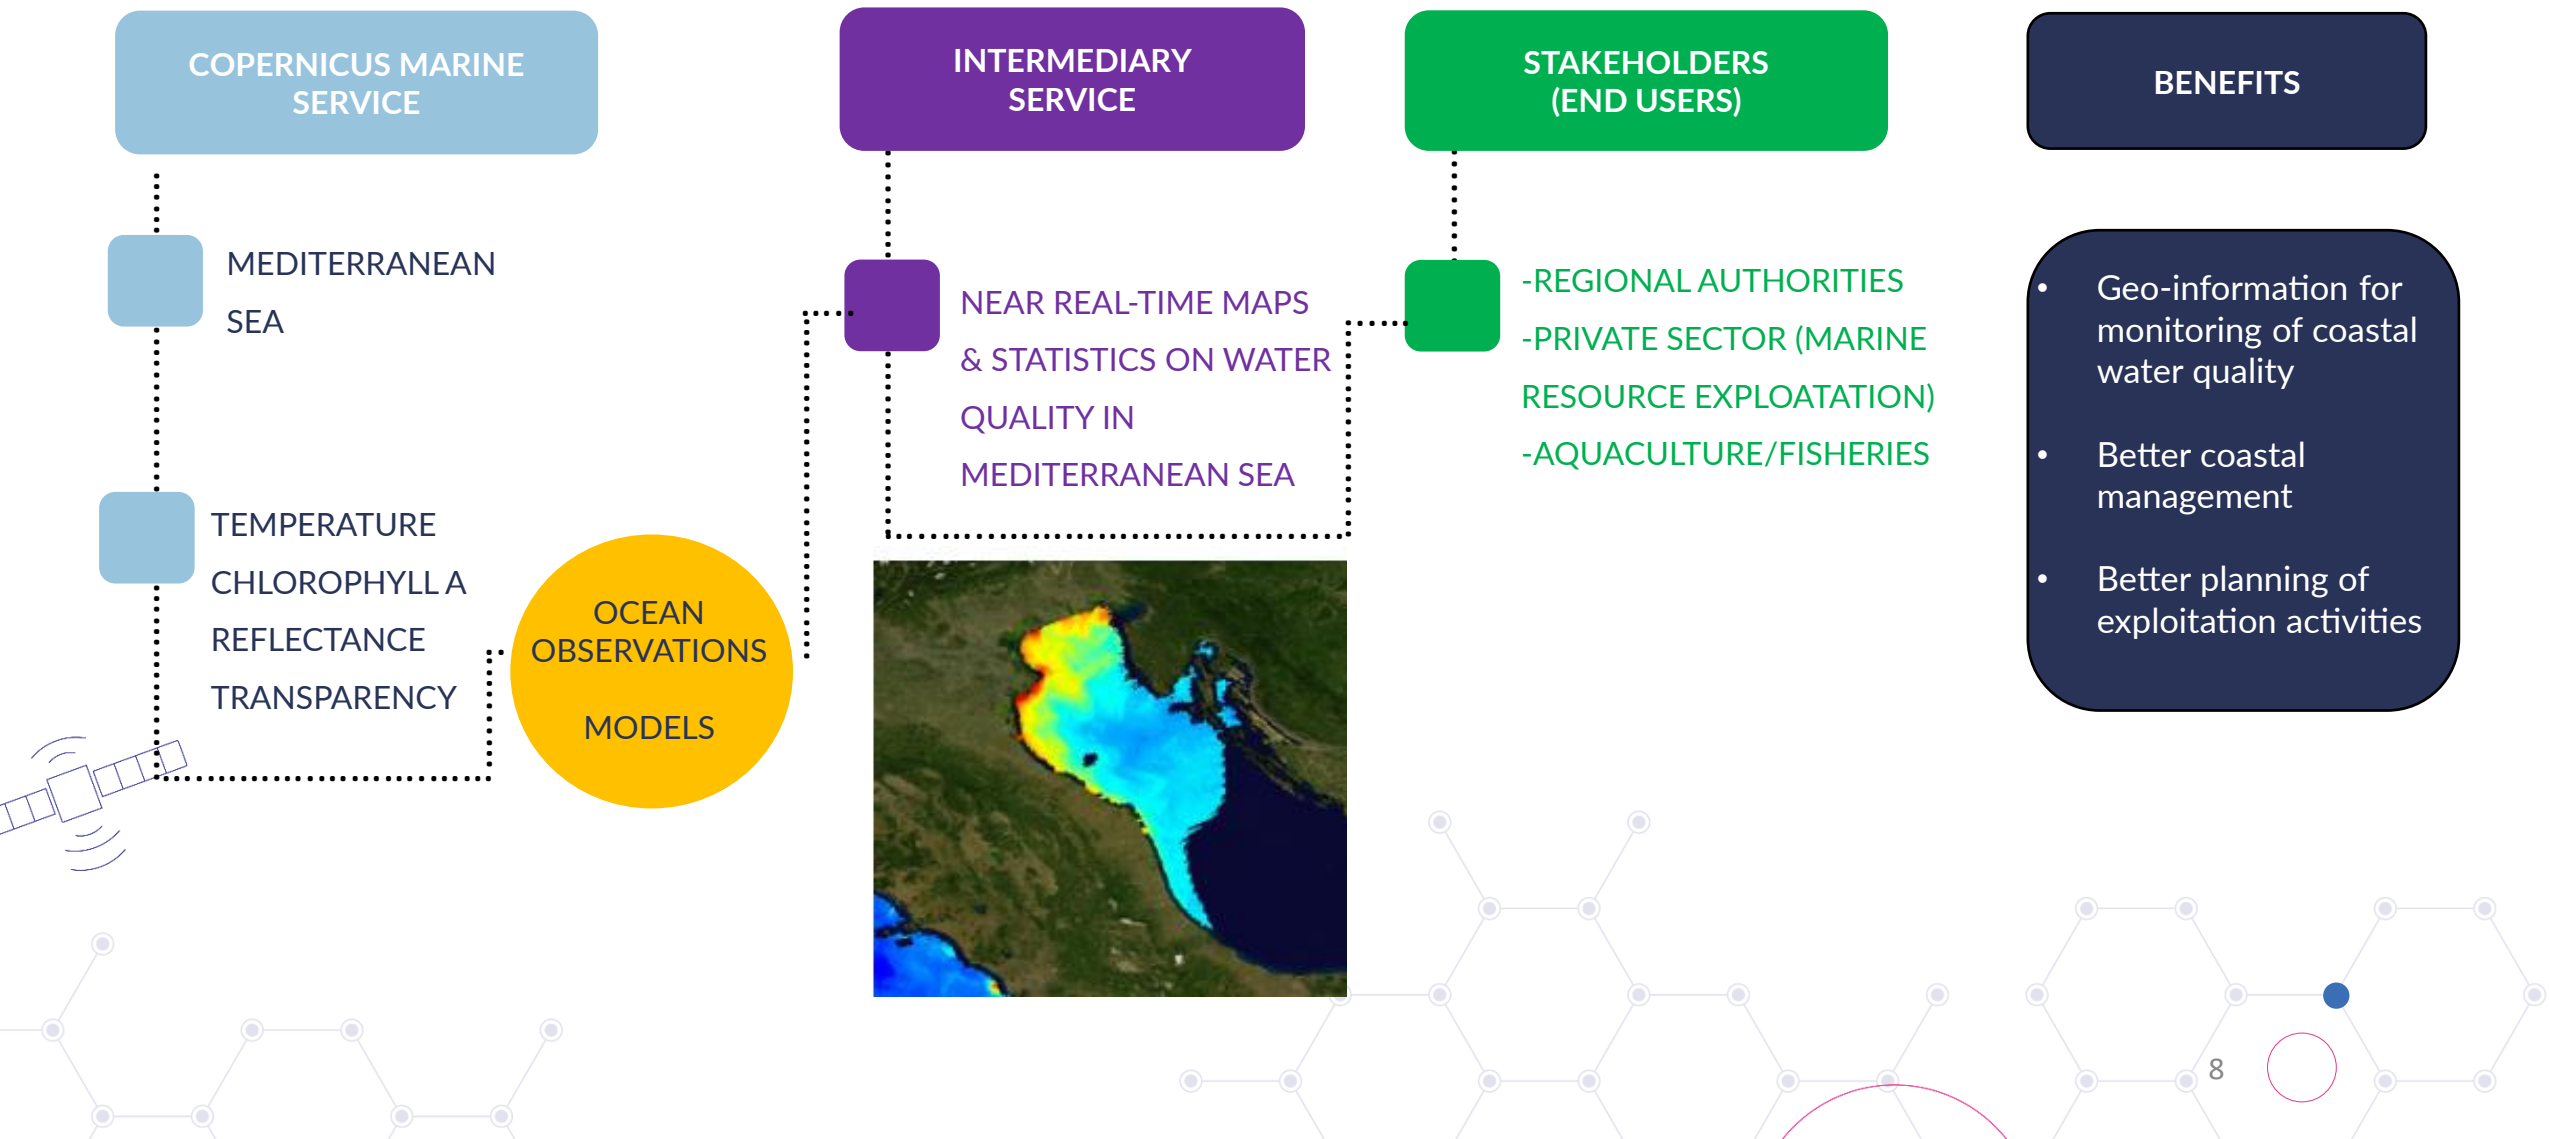 COPERNICUS MARINE
SERVICE
MEDITERRANEAN
SEA
TEMPERATURE
CHLOROPHYLL A
REFLECTANCE
TRANSPARENCY
OCEAN
OBSERVATIONS
MODELS
INTERMEDIARY
SERVICE
NEAR REAL-TIME MAPS
& STATISTICS ON WATER
QUALITY IN
MEDITERRANEAN SEA
STAKEHOLDERS
(END USERS)
-REGIONAL AUTHORITIES
-PRIVATE SECTOR (MARINE
RESOURCE EXPLOATATION)
-AQUACULTURE/FISHERIES
BENEFITS
• Geo-information for
monitoring of coastal
water quality
• Better coastal
management
• Better planning of
exploitation activities
8